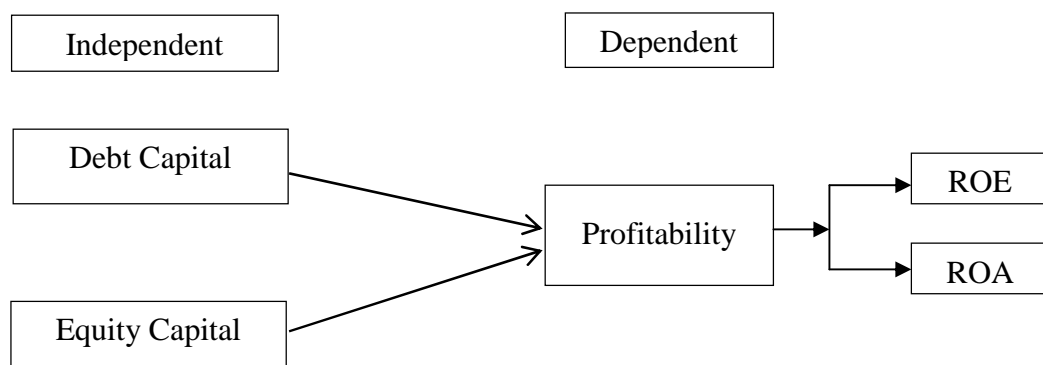 Independent
Dependent
Debt Capital
Equity Capital
Profitability
ROE
ROA